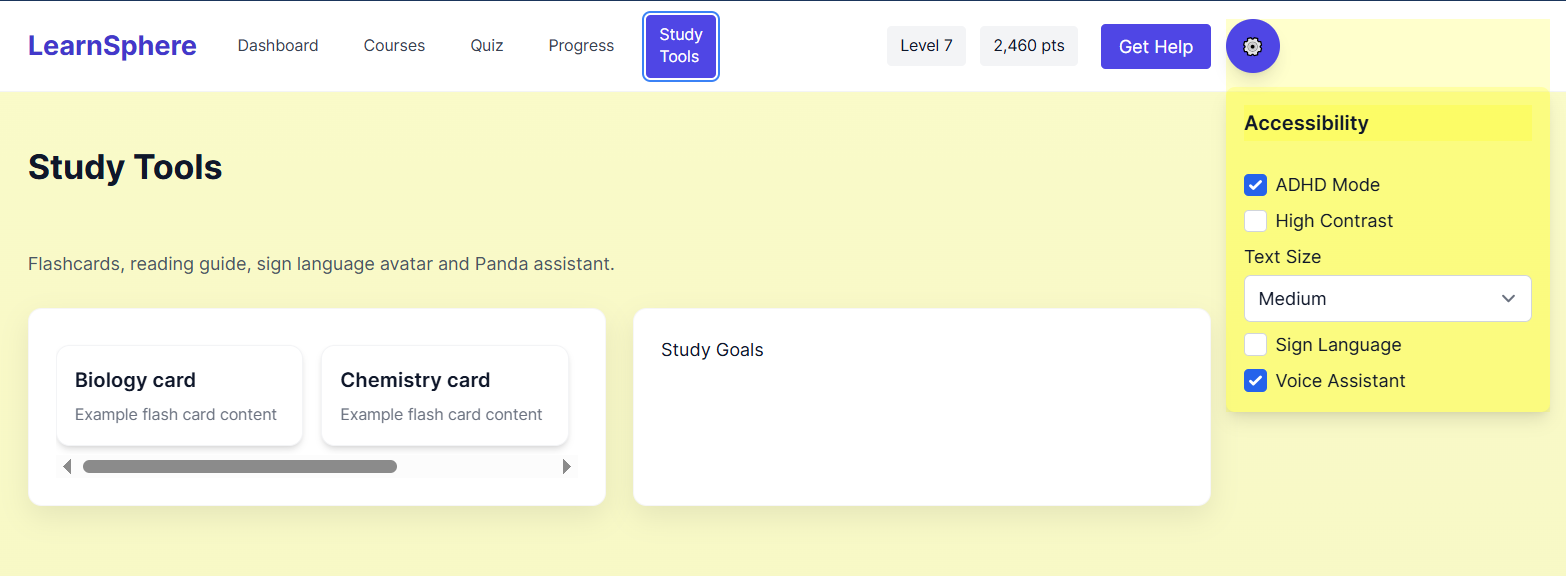 LearnSphere
Dashboard
Courses
Quiz
Progress
Study
Tools
Level 7
2,460 pts
Get Help
Study Tools
Flashcards, reading guide, sign language avatar and Panda assistant.
Biology card
Example flash card content
Chemistry card
Example flash card content
Study Goals
Accessibility
ADHD Mode
High Contrast
Text Size
Medium
Sign Language
Voice Assistant